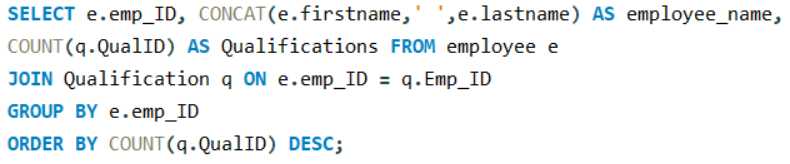 SELECT e.emp_ID, CONCAT(e.firstname,' ',e.lastname) AS employee_name,
COUNT(q.QualID) AS Qualifications FROM employee e
JOIN Qualification q ON e.emp_ID = q.Emp_ID
GROUP BY e.emp_ID
ORDER BY COUNT(q.QualID) DESC;